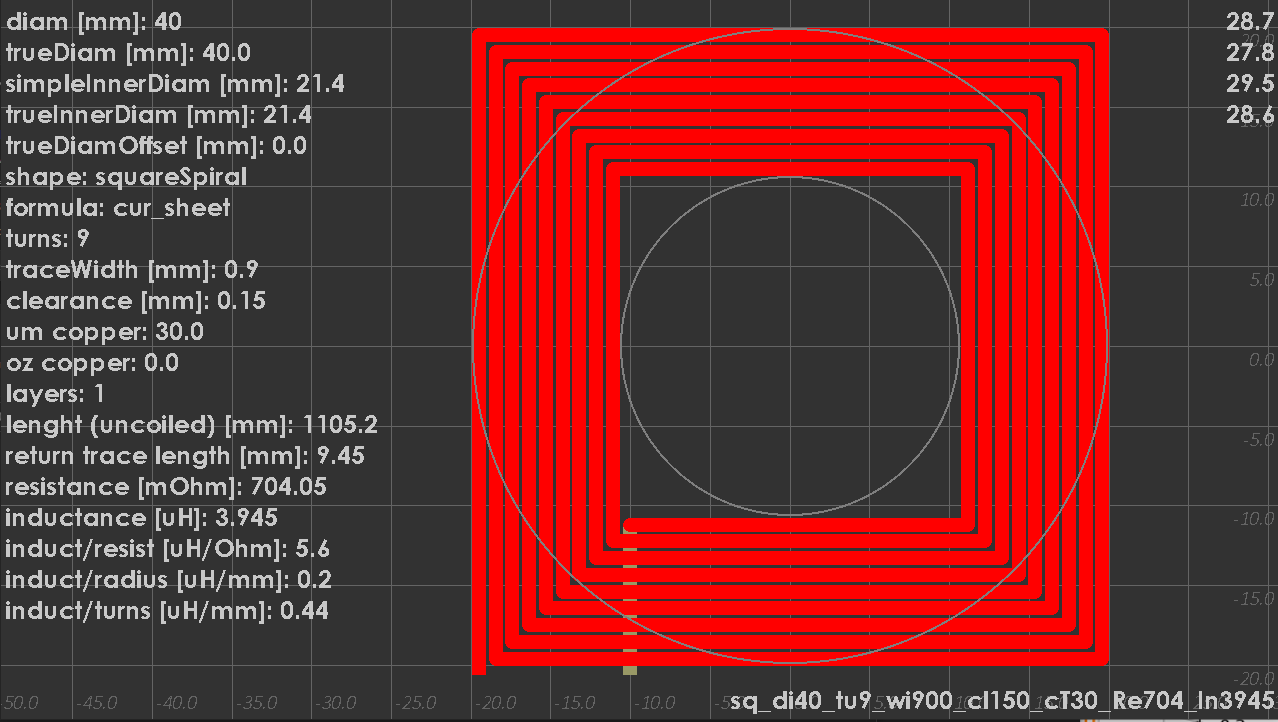 diam [mm]: 40
trueDiam [mm]: 40.0
simpleInnerDiam [mm]: 21.4
trueInnerDiam [mm]: 21.4
trueDiamOffset [mm]: 0.0
shape: squareSpiral
formula: cur_sheet
turns: 9
traceWidth [mm]: 0.9
clearance [mm]: 0.15
um copper: 30.0
oz copper: 0.0
layers: 1
lenght (uncoiled) [mm]: 1105.2
return trace length [mm]: 9.45
resistance [mOhm]: 704.05
inductance [uH]: 3.945
induct/resist [uH/Ohm]: 5.6
induct/radius [uH/mm]: 0.2
induct/turns [uH/mm]: 0.44
28.7
27.8
29.5
28.6
10.0
5.0
0.0
-5.0
-10.0
-15.0
-20.0
50.0 -45.0 -40.0 -35.0 -30.0 -25.0 -20.0 -15.0 -10.0
sq_di40_tu9_wi900_cl150_cT30_Re704_In3945